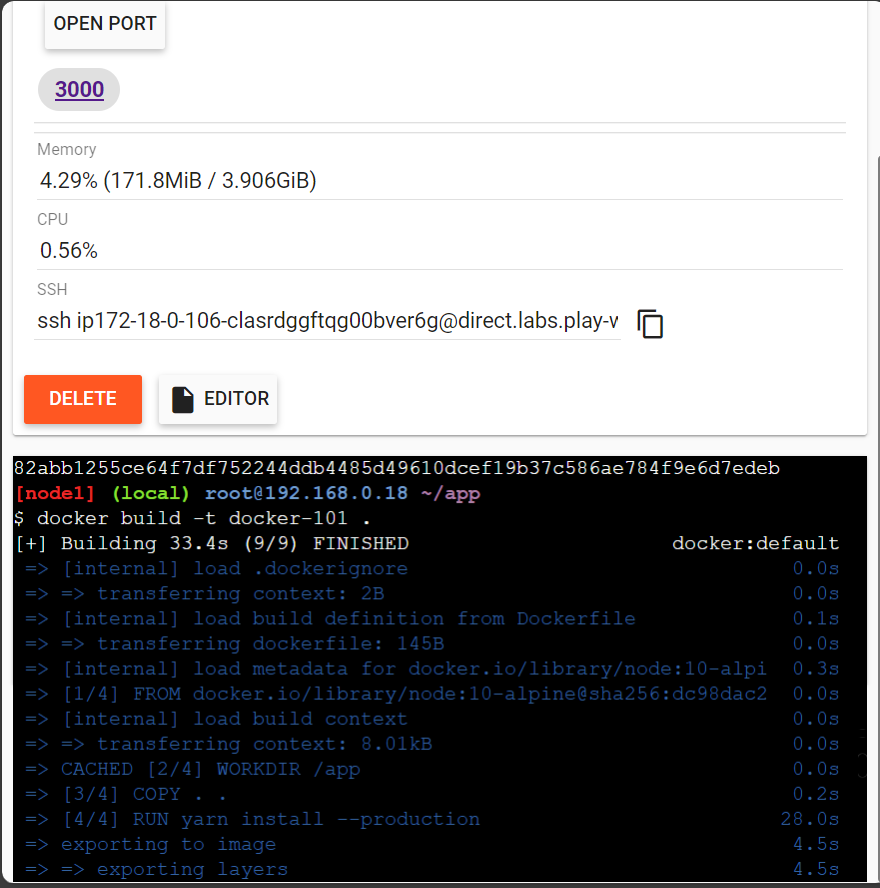 OPEN PORT
3000
Memory
4.29% (171.8MiB / 3.906GiB)
CPU
0.56%
SSH
ssh ip172-18-0-106-clasrdggftqg00bver6g@direct.labs.play-w
DELETE
EDITOR
82abb1255ce64f7df752244ddb4485d49610dcef19b37c586ae784f9e6d7edeb
[node1] (local) root@192.168.0.18 ~/app
$ docker build -t docker-101 .
[+] Building 33.4s (9/9) FINISHED docker:default
=> [internal] load .dockerignore 0.0s
=> => transferring context: 2B 0.0s
=> [internal] load build definition from Dockerfile 0.1s
=> => transferring dockerfile: 145B 0.0s
=> [internal] load metadata for docker.io/library/node:10-alpi 0.3s
=> [1/4] FROM docker.io/library/node:10-alpine@sha256:dc98dac2 0.0s
=> [internal] load build context 0.0s
=> => transferring context: 8.01kB 0.0s
=> CACHED [2/4] WORKDIR /app 0.0s
=> [3/4] COPY . . 0.2s
=> [4/4] RUN yarn install --production 28.0s
=> exporting to image 4.5s
=> => exporting layers 4.5s